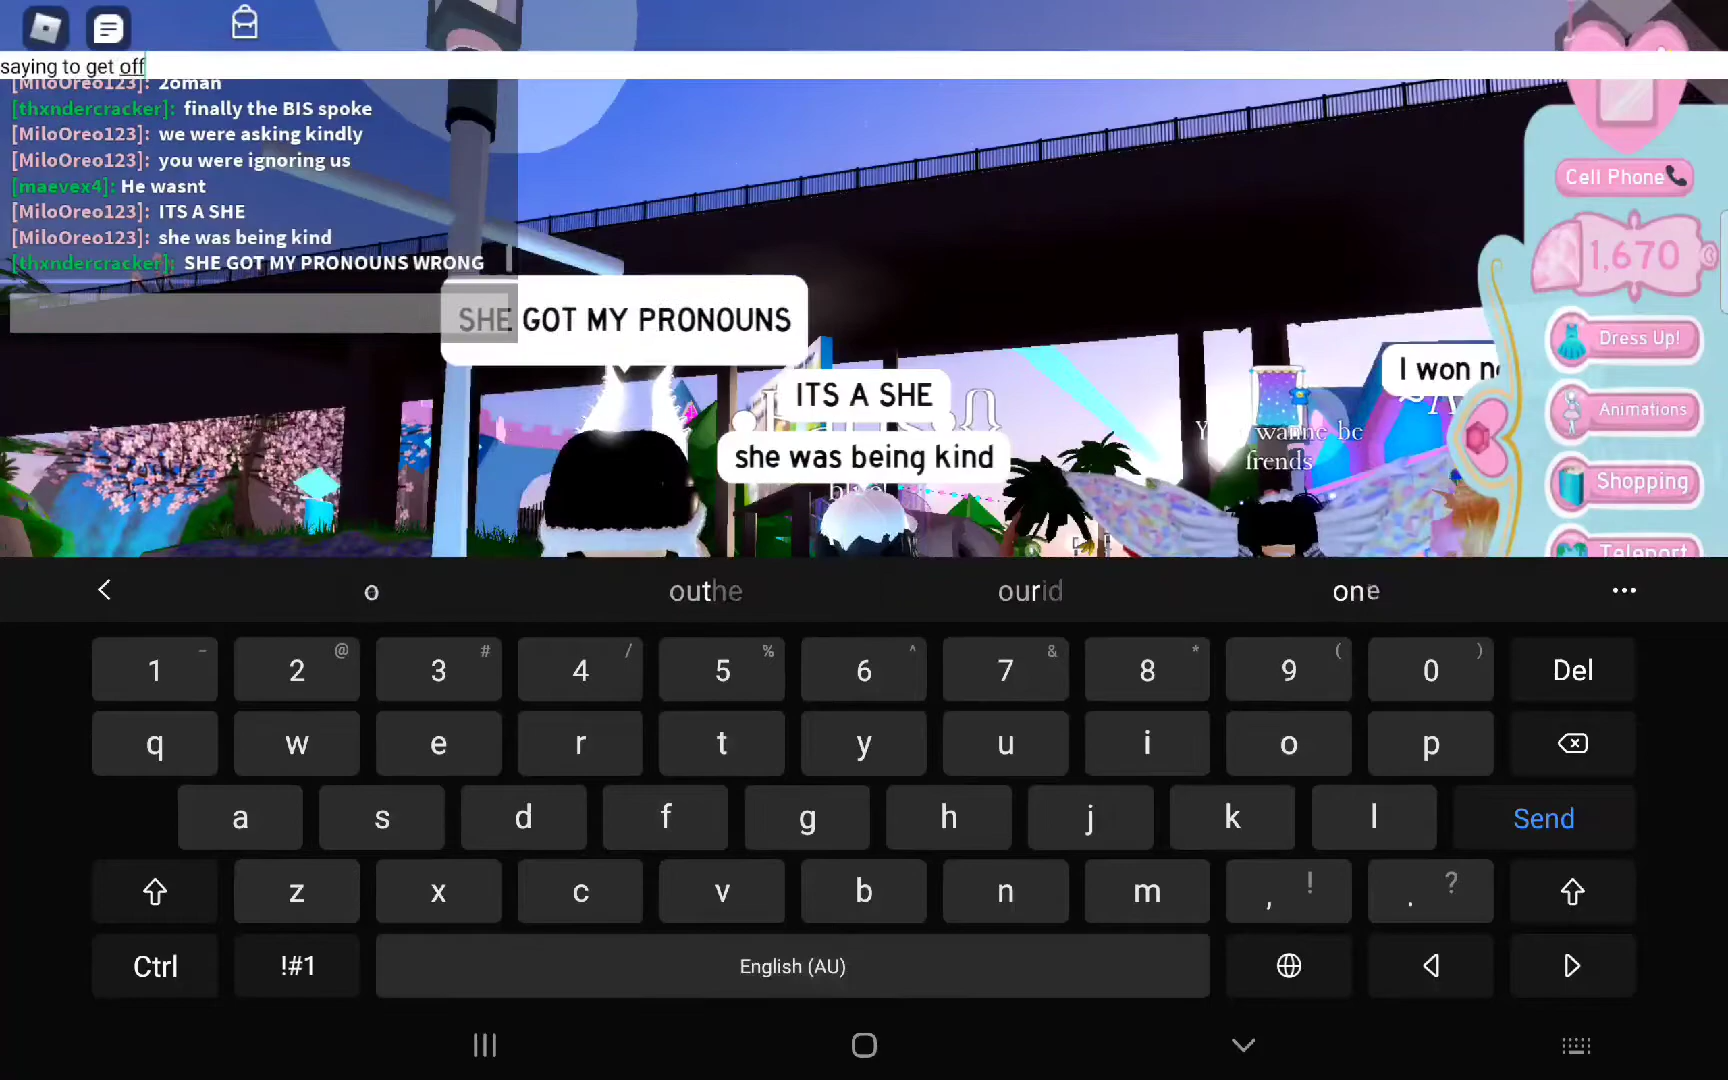 saying to get off
[MiloOreo123]: 2oman
[thxndercracker]: finally the BIS spoke
[MiloOreo123]: we were asking kindly
[MiloOreo123]: you were ignoring us
[maevex4]: He wasnt
[MiloOreo123]: ITS A SHE
[MiloOreo123]: she was being kind
[thxndercracker]: SHE GOT MY PRONOUNS WRONG
SHE GOT MY PRONOUNS
ITS A SHE
she was being kind
I won
wanne be
frends
Cell Phone
1,670
Dress Up!
Animations
Shopping
Teleport
o outhe ourid one
1 - 2 @ 3 # 4 / 5 % 6 ^ 7 & 8 * 9 ( 0 ) Del
q w e r t y u i o p
a s d f g h j k l Send
z x c v b n m , ! . ?
Ctrl !#1 English (AU)